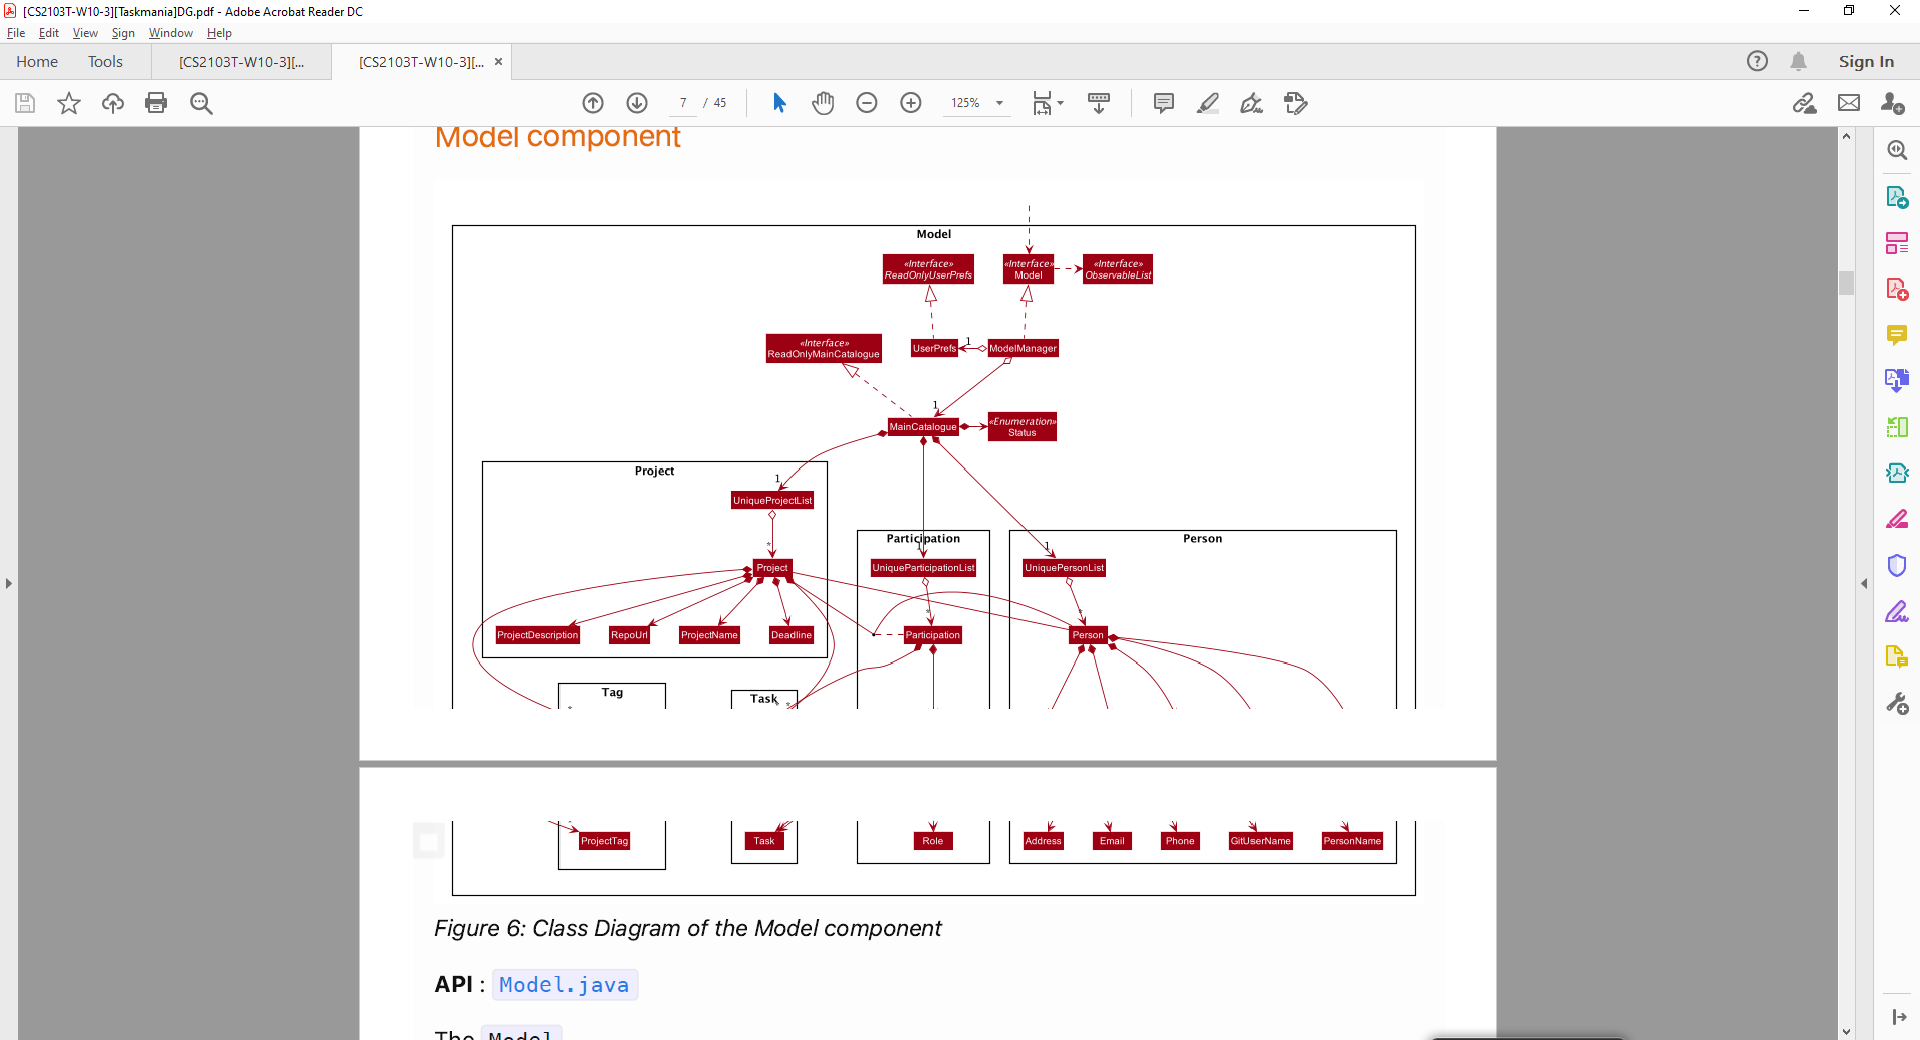 [CS2103T-W10-3][Taskmania]DG.pdf - Adobe Acrobat Reader DC
File Edit View Sign Window Help
Home Tools [CS2103T-W10-3][... [CS2103T-W10-3][... ×
Sign In
7 / 45 125%
Model component
Model
«Interface»
ReadOnlyUserPrefs
«Interface»
Model
«Interface»
ObservableList
«Interface»
ReadOnlyMainCatalogue
UserPrefs
1
ModelManager
1
MainCatalogue
«Enumeration»
Status
Project
1
UniqueProjectList
*
Project
ProjectDescription
RepoUrl
ProjectName
Deadline
Participation
1
UniqueParticipationList
*
Participation
Person
1
UniquePersonList
*
Person
Tag
*
Task
* *
ProjectTag
Task
Role
Address
Email
Phone
GitUserName
PersonName
Figure 6: Class Diagram of the Model component
API : Model.java
The Model